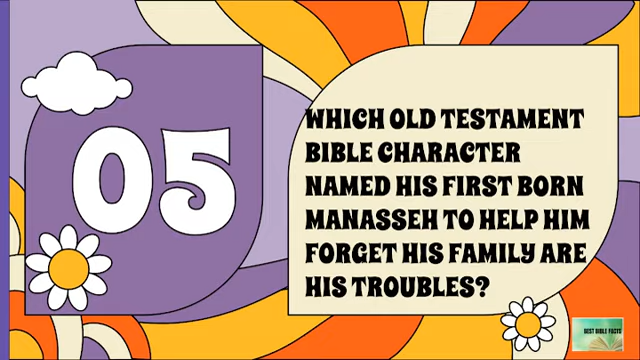 05
WHICH OLD TESTAMENT
BIBLE CHARACTER
NAMED HIS FIRST BORN
MANASSEH TO HELP HIM
FORGET HIS FAMILY ARE
HIS TROUBLES?
BEST BIBLE FACTS